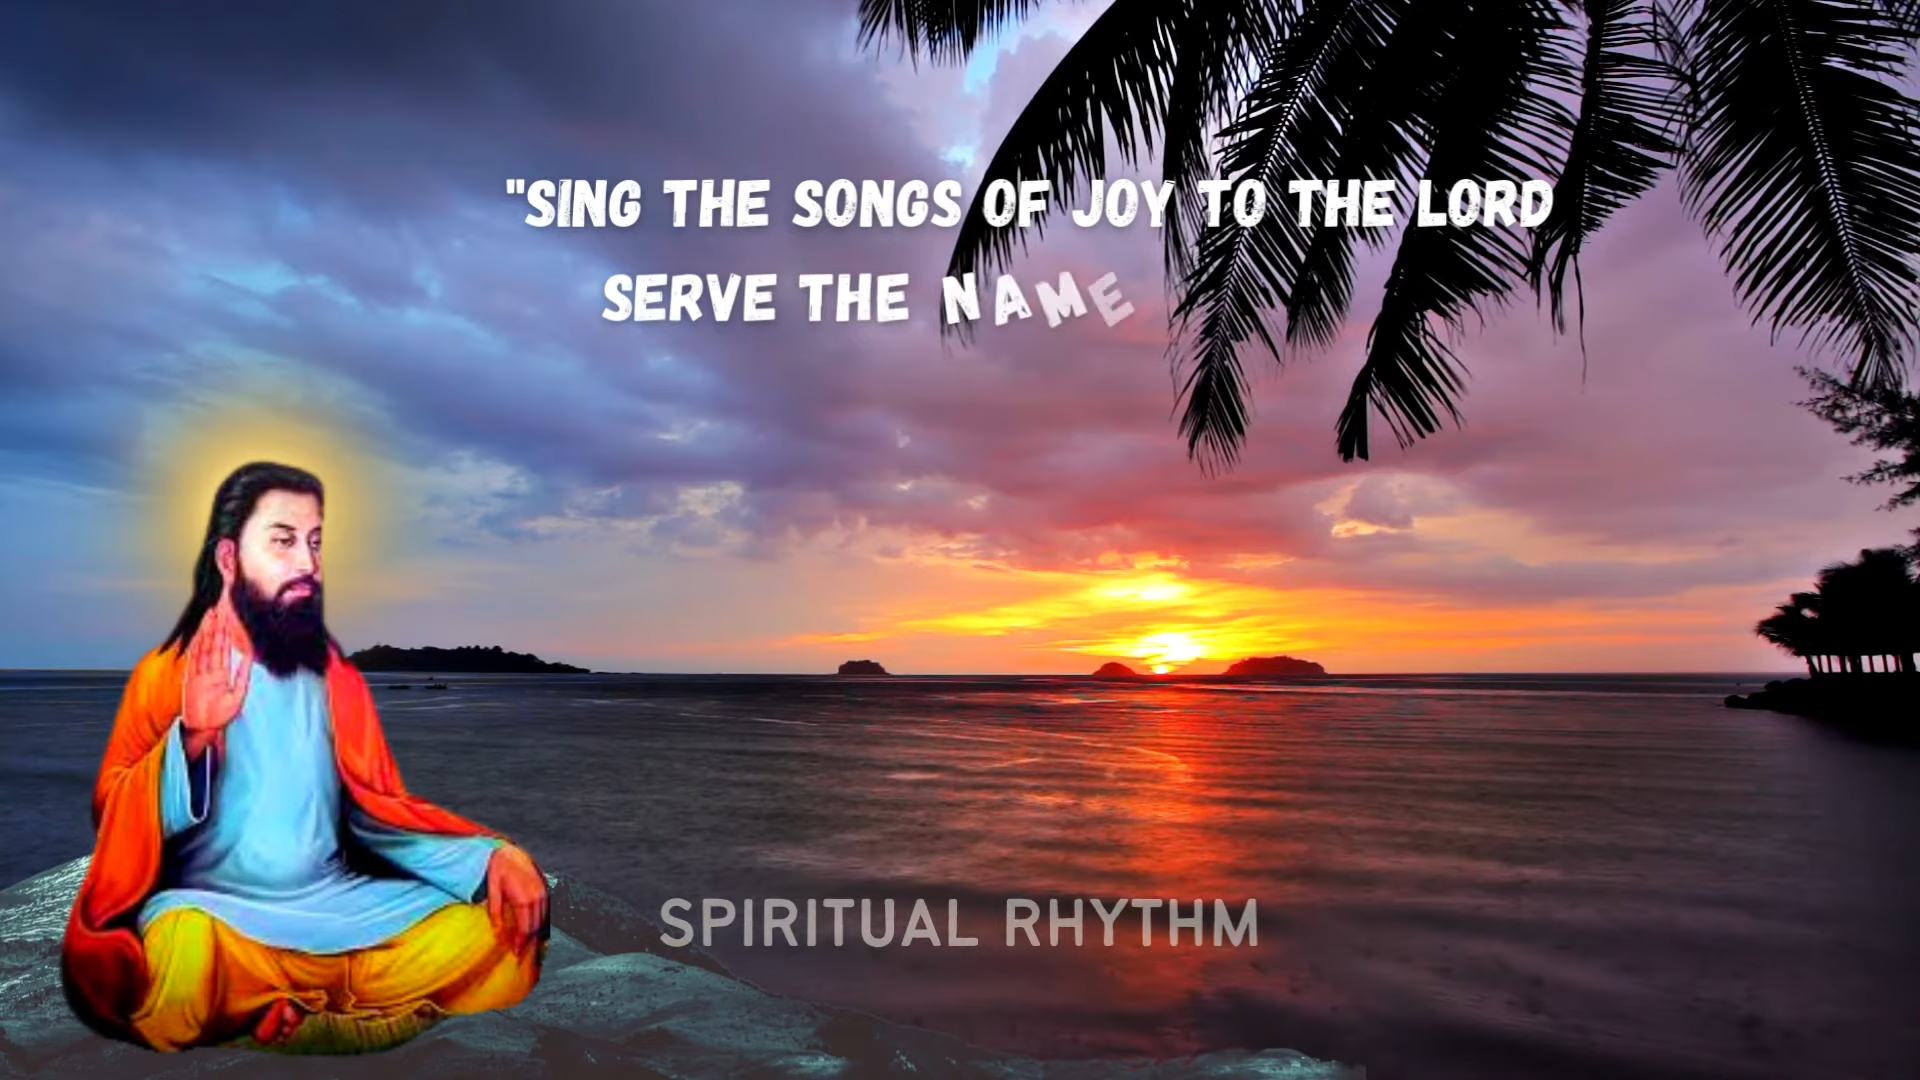 "SING THE SONGS OF JOY TO THE LORD
SERVE THE NAME
SPIRITUAL RHYTHM